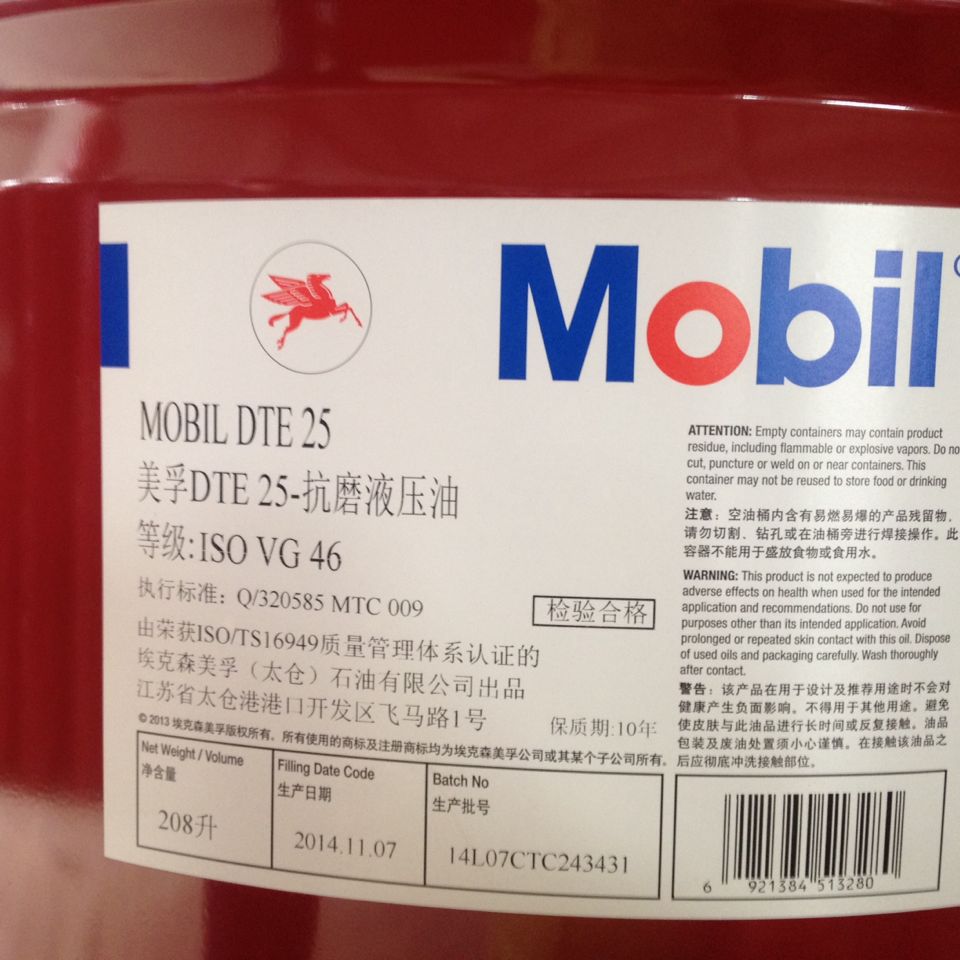 Mobil
MOBIL DTE 25
美孚DTE 25-抗磨液压油
等级:ISO VG 46
执行标准：Q/320585 MTC 009
检验合格
由荣获ISO/TS16949质量管理体系认证的
埃克森美孚（太仓）石油有限公司出品
江苏省太仓港港口开发区飞马路1号
保质期:10年
© 2013 埃克森美孚版权所有。所有使用的商标及注册商标均为埃克森美孚公司或其某个子公司所有。
Net Weight / Volume
净含量
208升
Filling Date Code
生产日期
2014.11.07
Batch No
生产批号
14L07CTC243431
ATTENTION: Empty containers may contain product
residue, including flammable or explosive vapors. Do no
cut, puncture or weld on or near containers. This
container may not be reused to store food or drinking
water.
注意：空油桶内含有易燃易爆的产品残留物，
请勿切割、钻孔或在油桶旁进行焊接操作。此
容器不能用于盛放食物或食用水。
WARNING: This product is not expected to produce
adverse effects on health when used for the intended
application and recommendations. Do not use for
purposes other than its intended application. Avoid
prolonged or repeated skin contact with this oil. Dispose
of used oils and packaging carefully. Wash thoroughly
after contact.
警告：该产品在用于设计及推荐用途时不会对
健康产生负面影响。不得用于其他用途。避免
使皮肤与此油品进行长时间或反复接触。油品
包装及废油处置须小心谨慎。在接触该油品之
后应彻底冲洗接触部位。
6 921384 513280